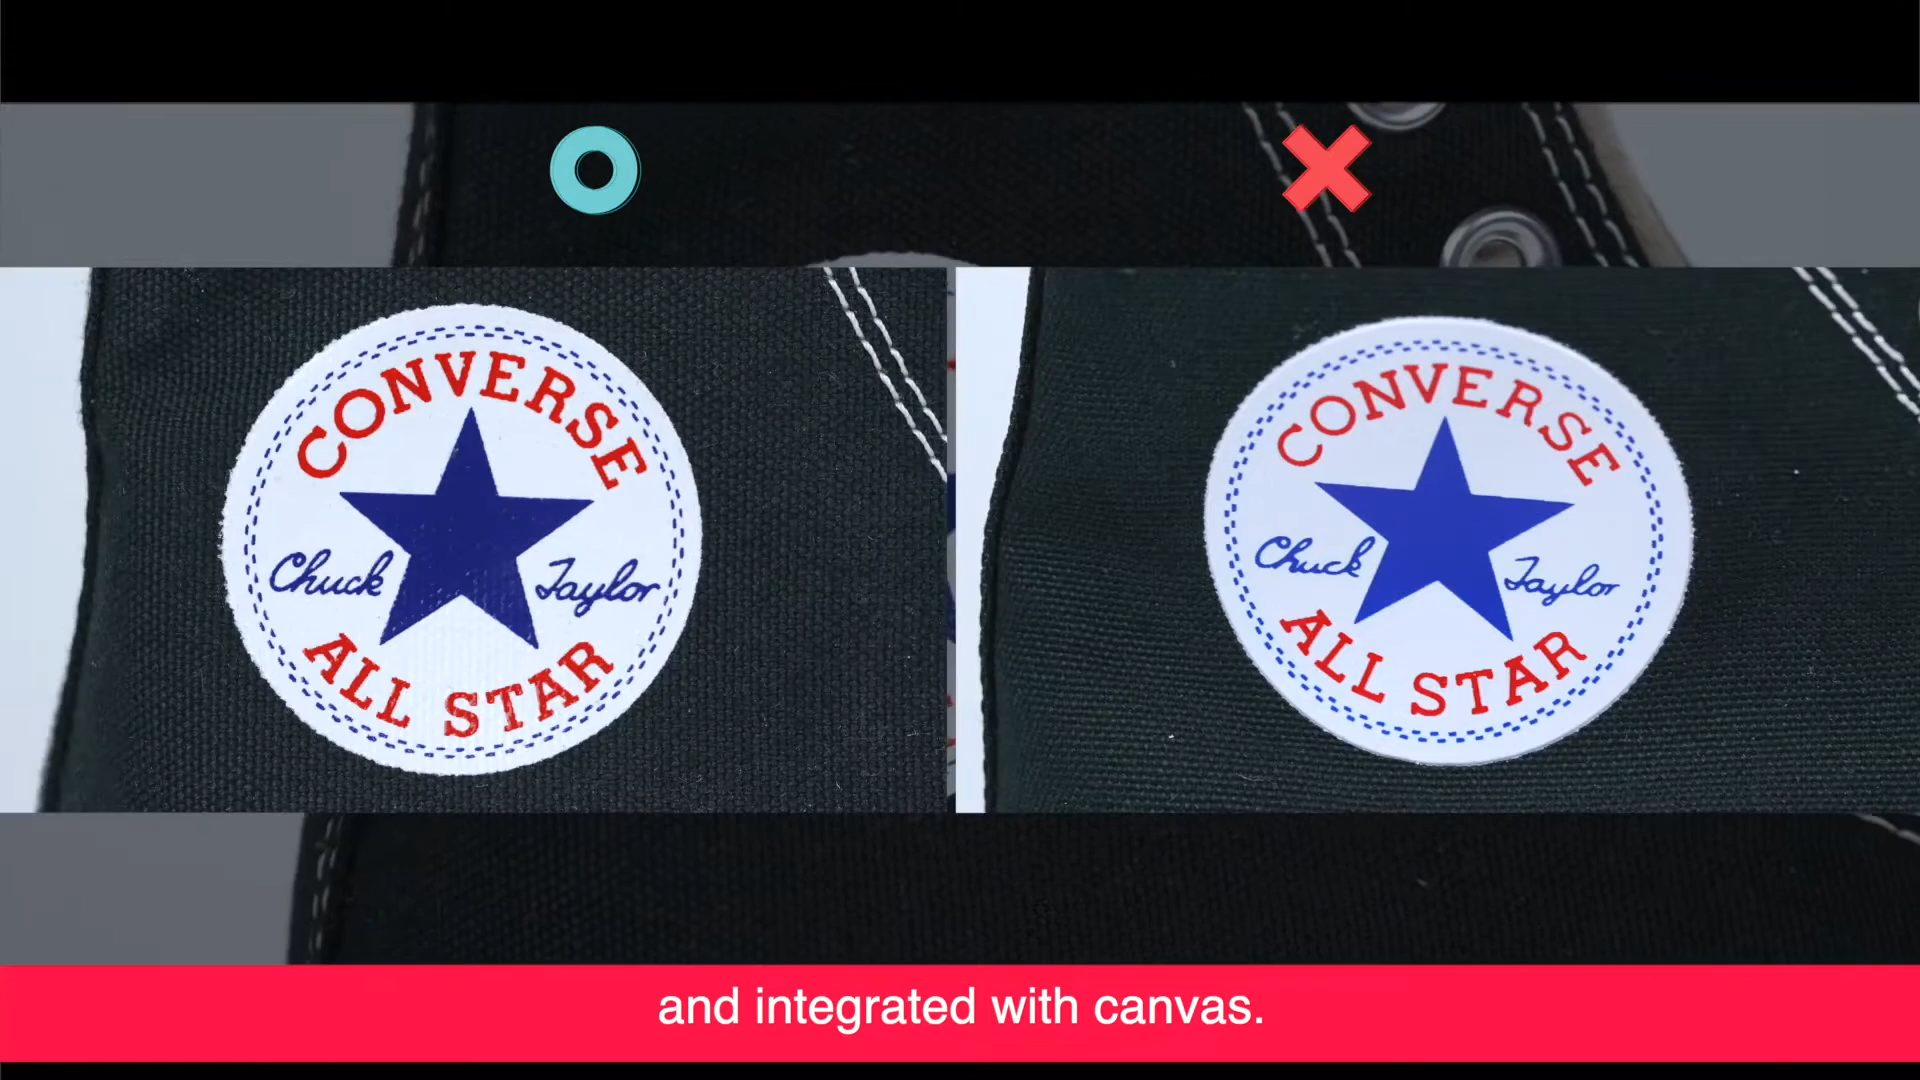 CONVERSE
Chuck Taylor
ALL STAR
CONVERSE
Chuck Taylor
ALL STAR
and integrated with canvas.